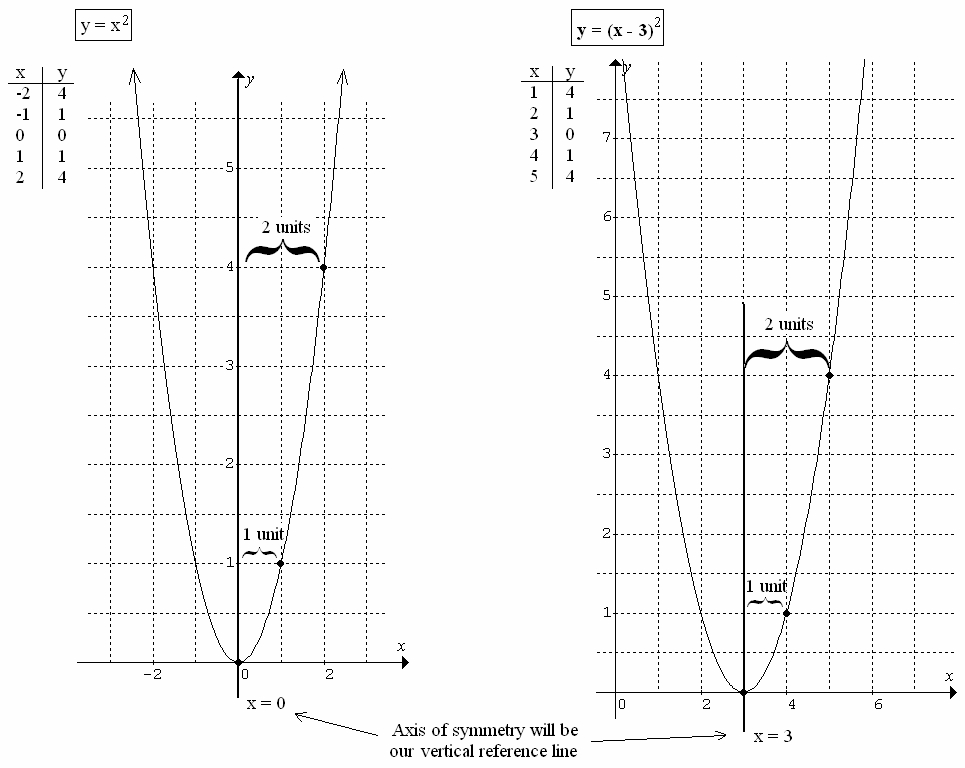 y = x²
x y
-2 4
-1 1
0 0
1 1
2 4
y
5
2 units
4
3
2
1 unit
1
x
-2 0 2
x = 0
y = (x - 3)²
x y
1 4
2 1
3 0
4 1
5 4
y
7
6
5
2 units
4
3
2
1 unit
1
x
0 2 4 6
x = 3
Axis of symmetry will be
our vertical reference line